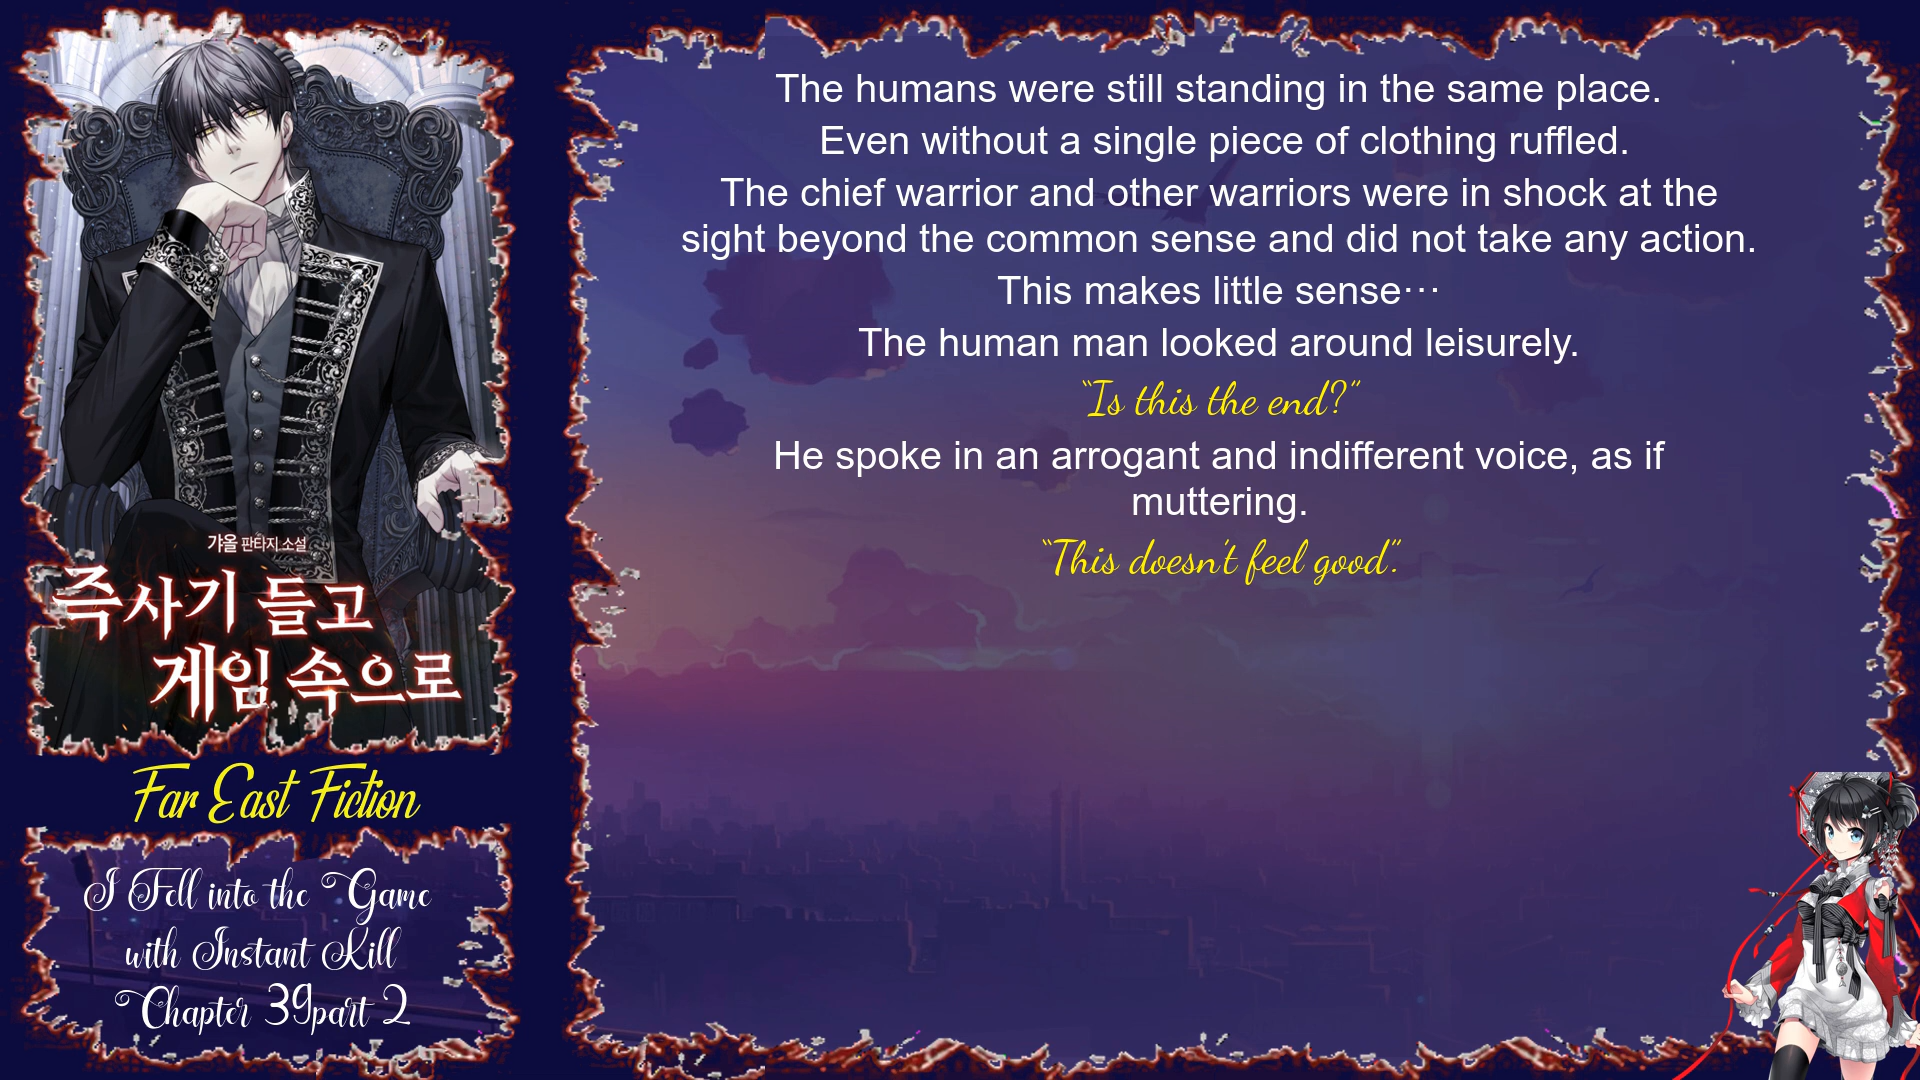 The humans were still standing in the same place.
Even without a single piece of clothing ruffled.
The chief warrior and other warriors were in shock at the
sight beyond the common sense and did not take any action.
This makes little sense⋯
The human man looked around leisurely.
“Is this the end?”
He spoke in an arrogant and indifferent voice, as if
muttering.
“This doesn't feel good”.
갸올 판타지 소설
즉사기 들고
게임 속으로
Far East Fiction
I Fell into the Game
with Instant Kill
Chapter 39part 2